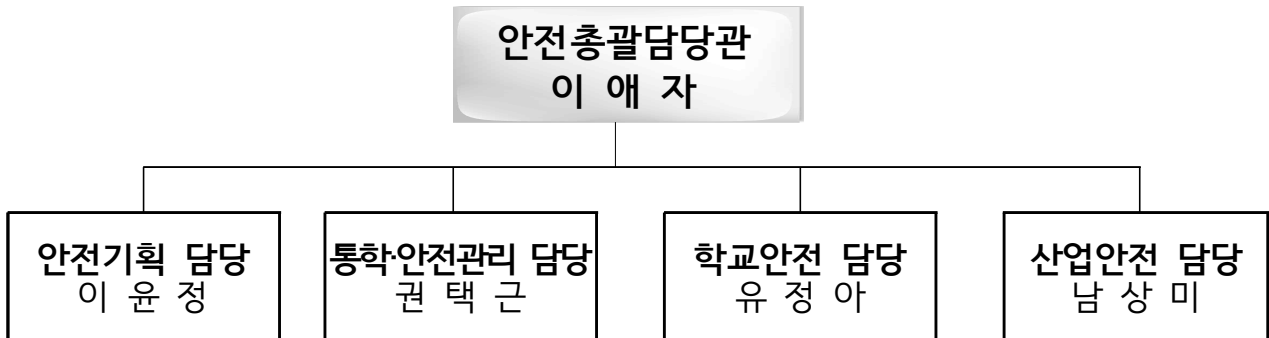 안전총괄담당관
이 애 자
안전기획 담당
이 윤 정
통학·안전관리 담당
권 택 근
학교안전 담당
유 정 아
산업안전 담당
남 상 미